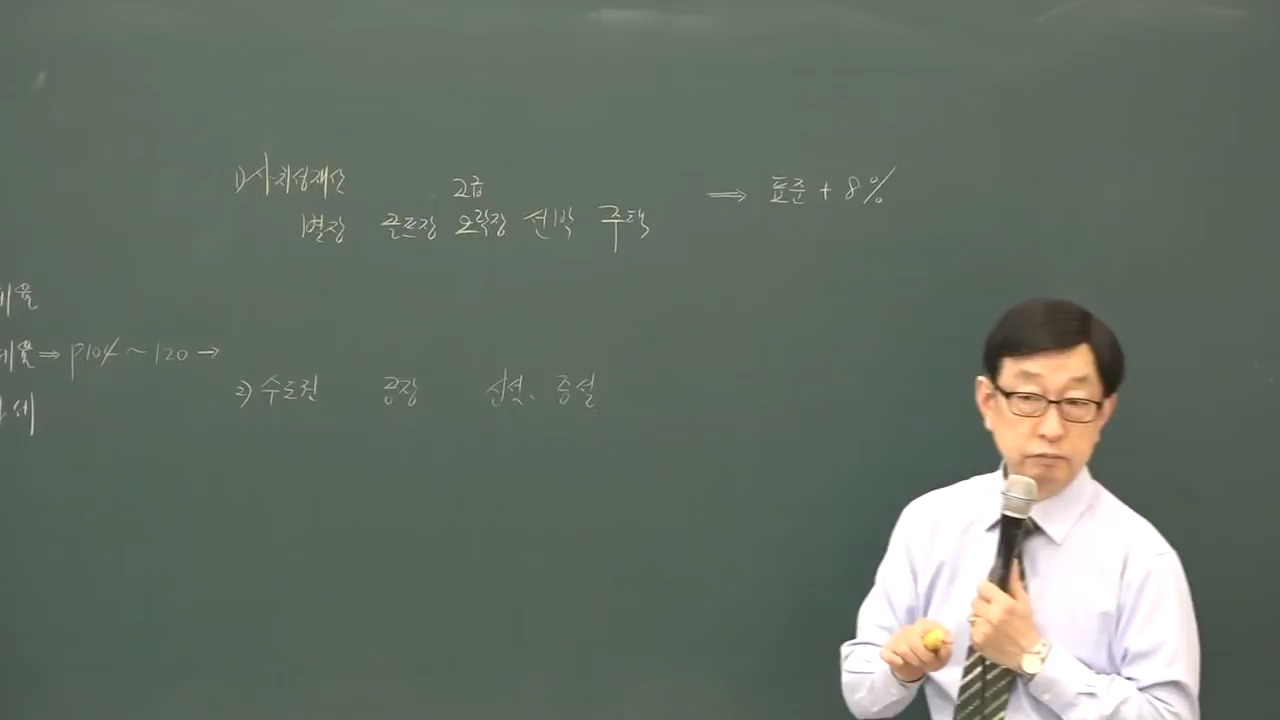 1) 사치성재산
고급
별장 골프장 오락장 선박 주택
⇒ 표준 + 8%
세율
세율 ⇒ p.104 ~ 120 →
세
2) 수도권 공장 신설、증설